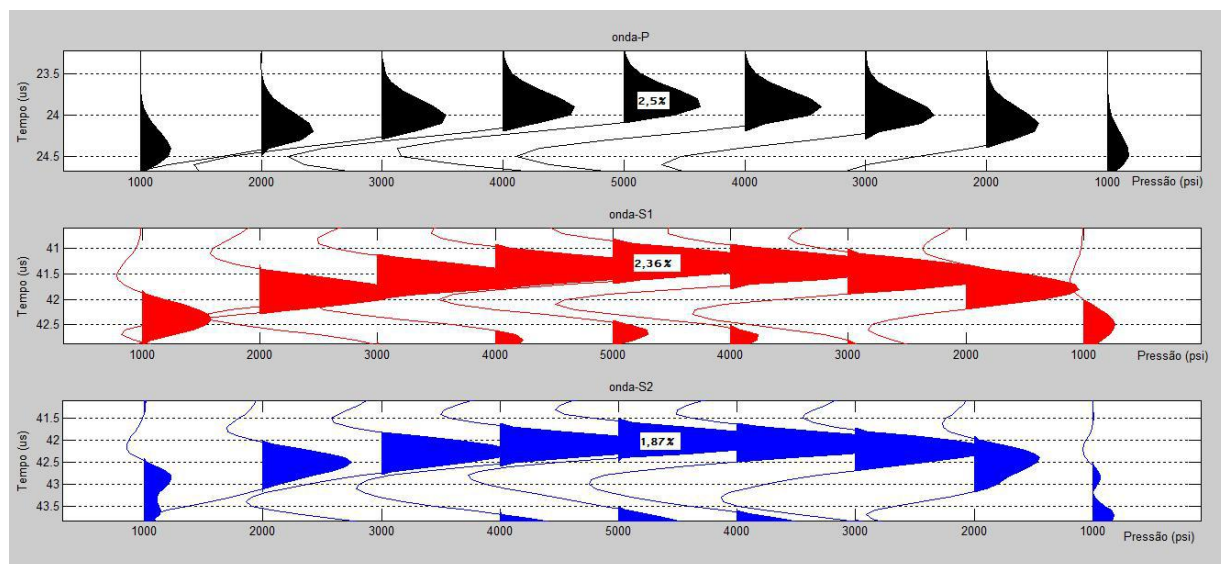 onda-P
Tempo (us)
23.5
24
24.5
2,5%
1000 2000 3000 4000 5000 4000 3000 2000 1000 Pressão (psi)
onda-S1
Tempo (us)
41
41.5
42
42.5
2,36%
1000 2000 3000 4000 5000 4000 3000 2000 1000 Pressão (psi)
onda-S2
Tempo (us)
41.5
42
42.5
43
43.5
1,87%
1000 2000 3000 4000 5000 4000 3000 2000 1000
Pressão (psi)